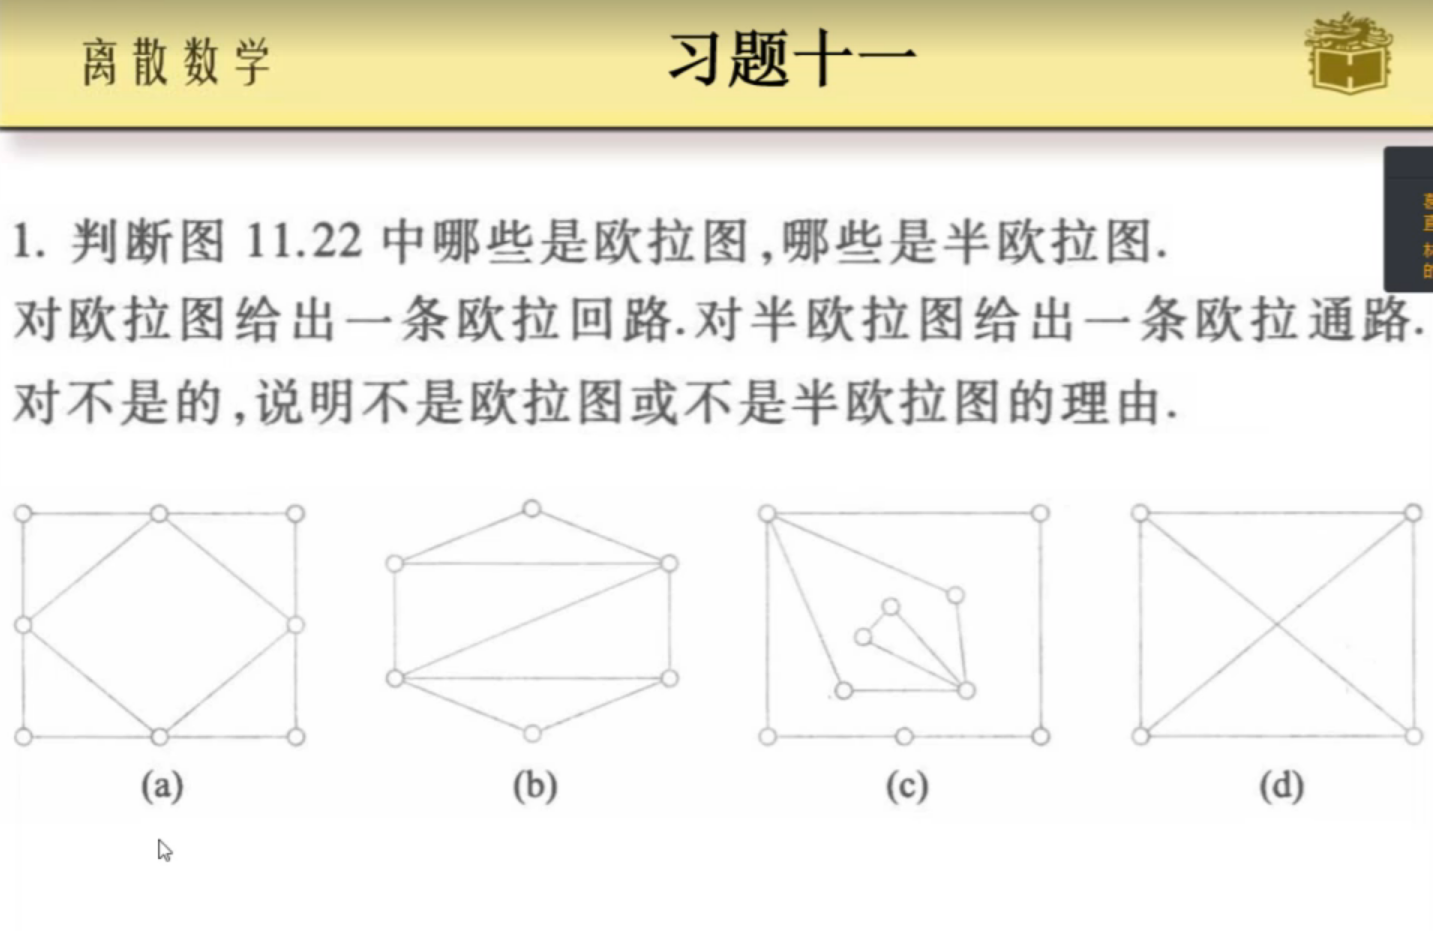 离散数学
习题十一
1. 判断图 11.22 中哪些是欧拉图,哪些是半欧拉图.
对欧拉图给出一条欧拉回路.对半欧拉图给出一条欧拉通路.
对不是的,说明不是欧拉图或不是半欧拉图的理由.
(a) (b) (c) (d)